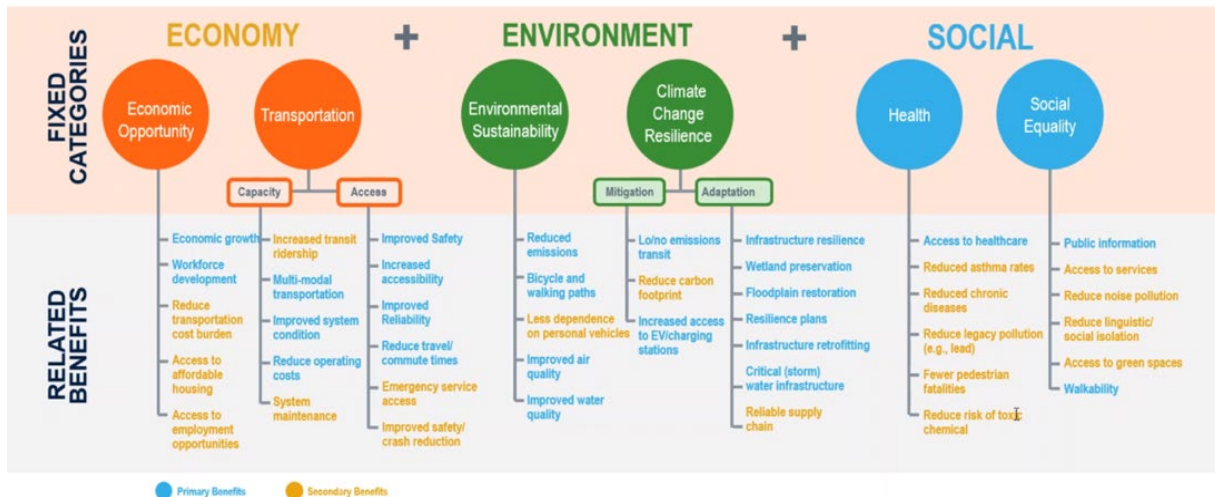 ECONOMY + ENVIRONMENT + SOCIAL
FIXED
CATEGORIES
Economic
Opportunity
Transportation
Environmental
Sustainability
Climate
Change
Resilience
Health
Social
Equality
Capacity
Access
Mitigation
Adaptation
RELATED
BENEFITS
Economic growth
Workforce
development
Reduce
transportation
cost burden
Access to
affordable
housing
Access to
employment
opportunities
Increased transit
ridership
Multi-modal
transportation
Improved system
condition
Reduce operating
costs
System
maintenance
Improved Safety
Increased
accessibility
Improved
Reliability
Reduce travel/
commute times
Emergency service
access
Improved safety/
crash reduction
Reduced
emissions
Bicycle and
walking paths
Less dependence
on personal vehicles
Improved air
quality
Improved water
quality
Lo/no emissions
transit
Reduce carbon
footprint
Increased access
to EV/charging
stations
Infrastructure resilience
Wetland preservation
Floodplain restoration
Resilience plans
Infrastructure retrofitting
Critical (storm)
water infrastructure
Reliable supply
chain
Access to healthcare
Reduced asthma rates
Reduced chronic
diseases
Reduce legacy pollution
(e.g., lead)
Fewer pedestrian
fatalities
Reduce risk of toxic
chemical
Public information
Access to services
Reduce noise pollution
Reduce linguistic/
social isolation
Access to green spaces
Walkability
Primary Benefits
Secondary Benefits